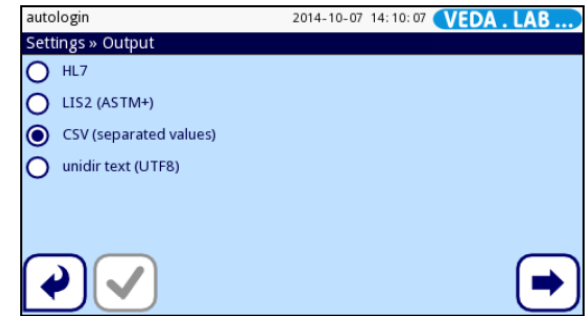 autologin 2014-10-07 14:10:07 VEDA . LAB ...
Settings » Output
HL7
LIS2 (ASTM+)
CSV (separated values)
unidir text (UTF8)